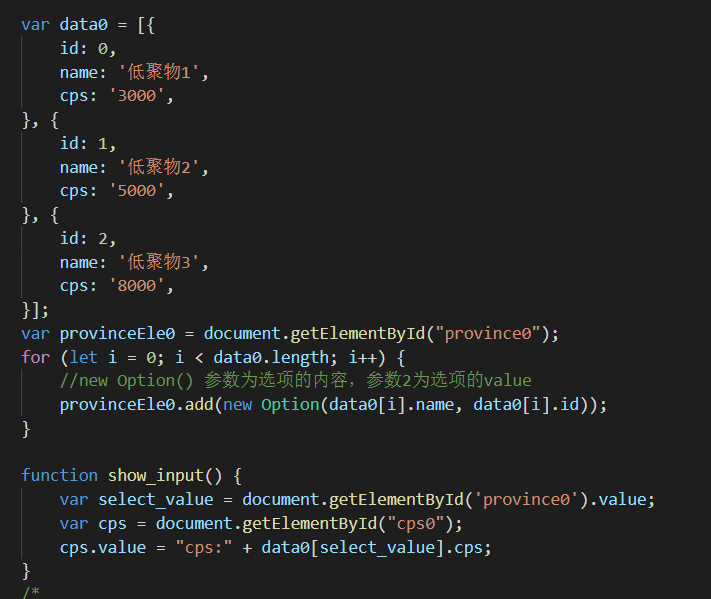 var data0 = [{
    id: 0,
    name: '低聚物1',
    cps: '3000',
}, {
    id: 1,
    name: '低聚物2',
    cps: '5000',
}, {
    id: 2,
    name: '低聚物3',
    cps: '8000',
}];
var provinceEle0 = document.getElementById("province0");
for (let i = 0; i < data0.length; i++) {
    //new Option() 参数为选项的内容，参数2为选项的value
    provinceEle0.add(new Option(data0[i].name, data0[i].id));
}

function show_input() {
    var select_value = document.getElementById('province0').value;
    var cps = document.getElementById("cps0");
    cps.value = "cps:" + data0[select_value].cps;
}
/*